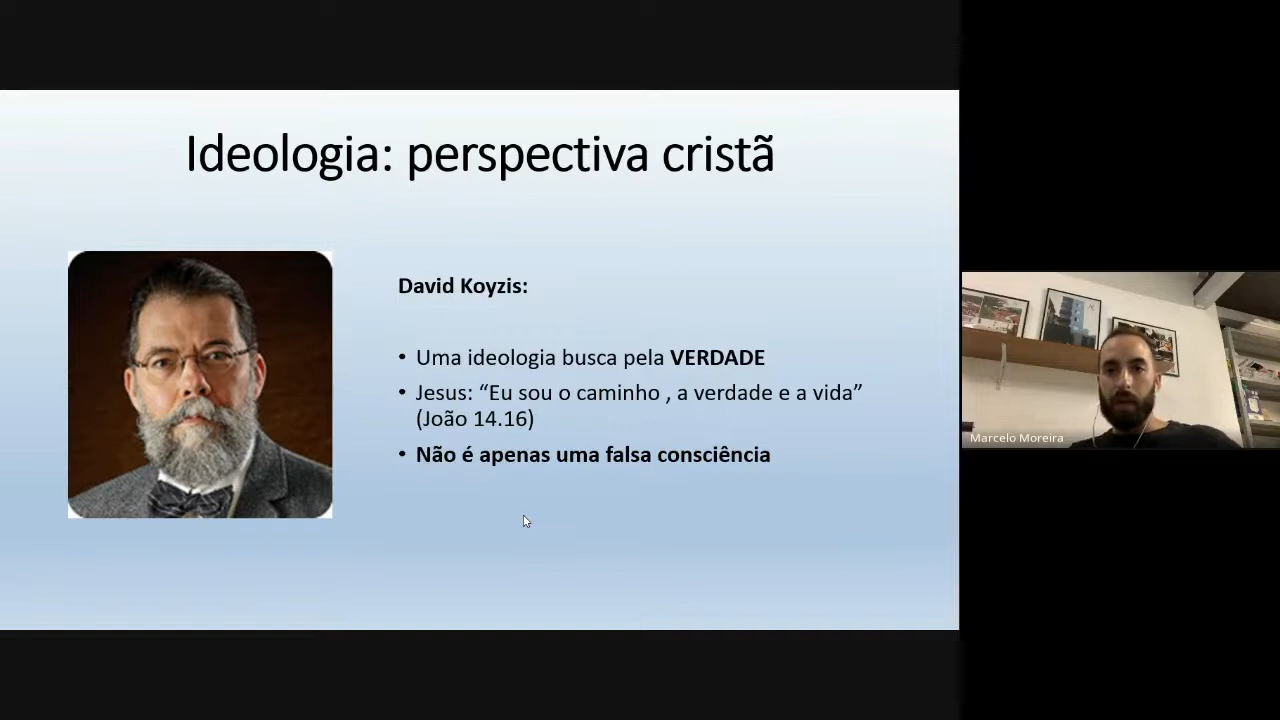 Ideologia: perspectiva cristã
David Koyzis:
• Uma ideologia busca pela VERDADE
• Jesus: “Eu sou o caminho , a verdade e a vida”
(João 14.16)
• Não é apenas uma falsa consciência
Marcelo Moreira